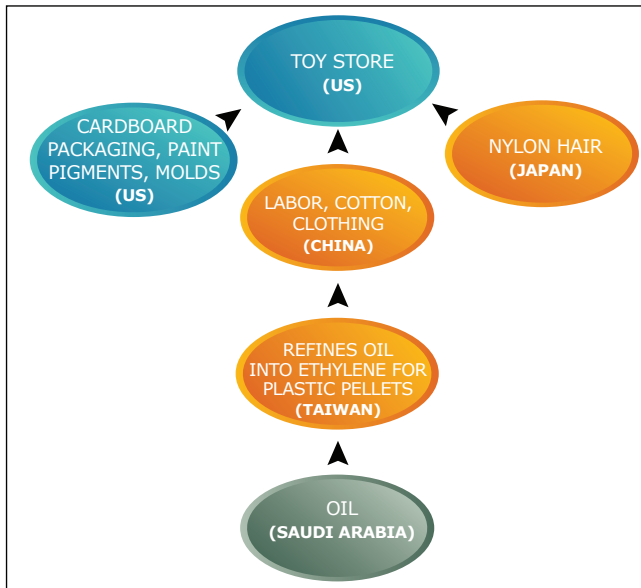 TOY STORE
(US)
CARDBOARD
PACKAGING, PAINT
PIGMENTS, MOLDS
(US)
NYLON HAIR
(JAPAN)
LABOR, COTTON,
CLOTHING
(CHINA)
REFINES OIL
INTO ETHYLENE FOR
PLASTIC PELLETS
(TAIWAN)
OIL
(SAUDI ARABIA)